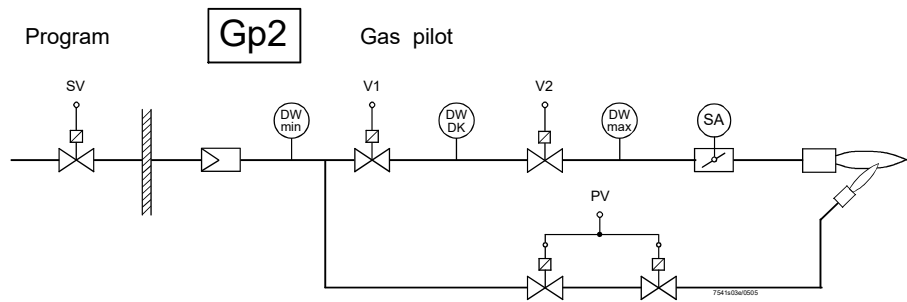 Program Gp2 Gas pilot
SV V1 V2
DW
min
DW
DK
DW
max
SA
PV
7541s03e/0505